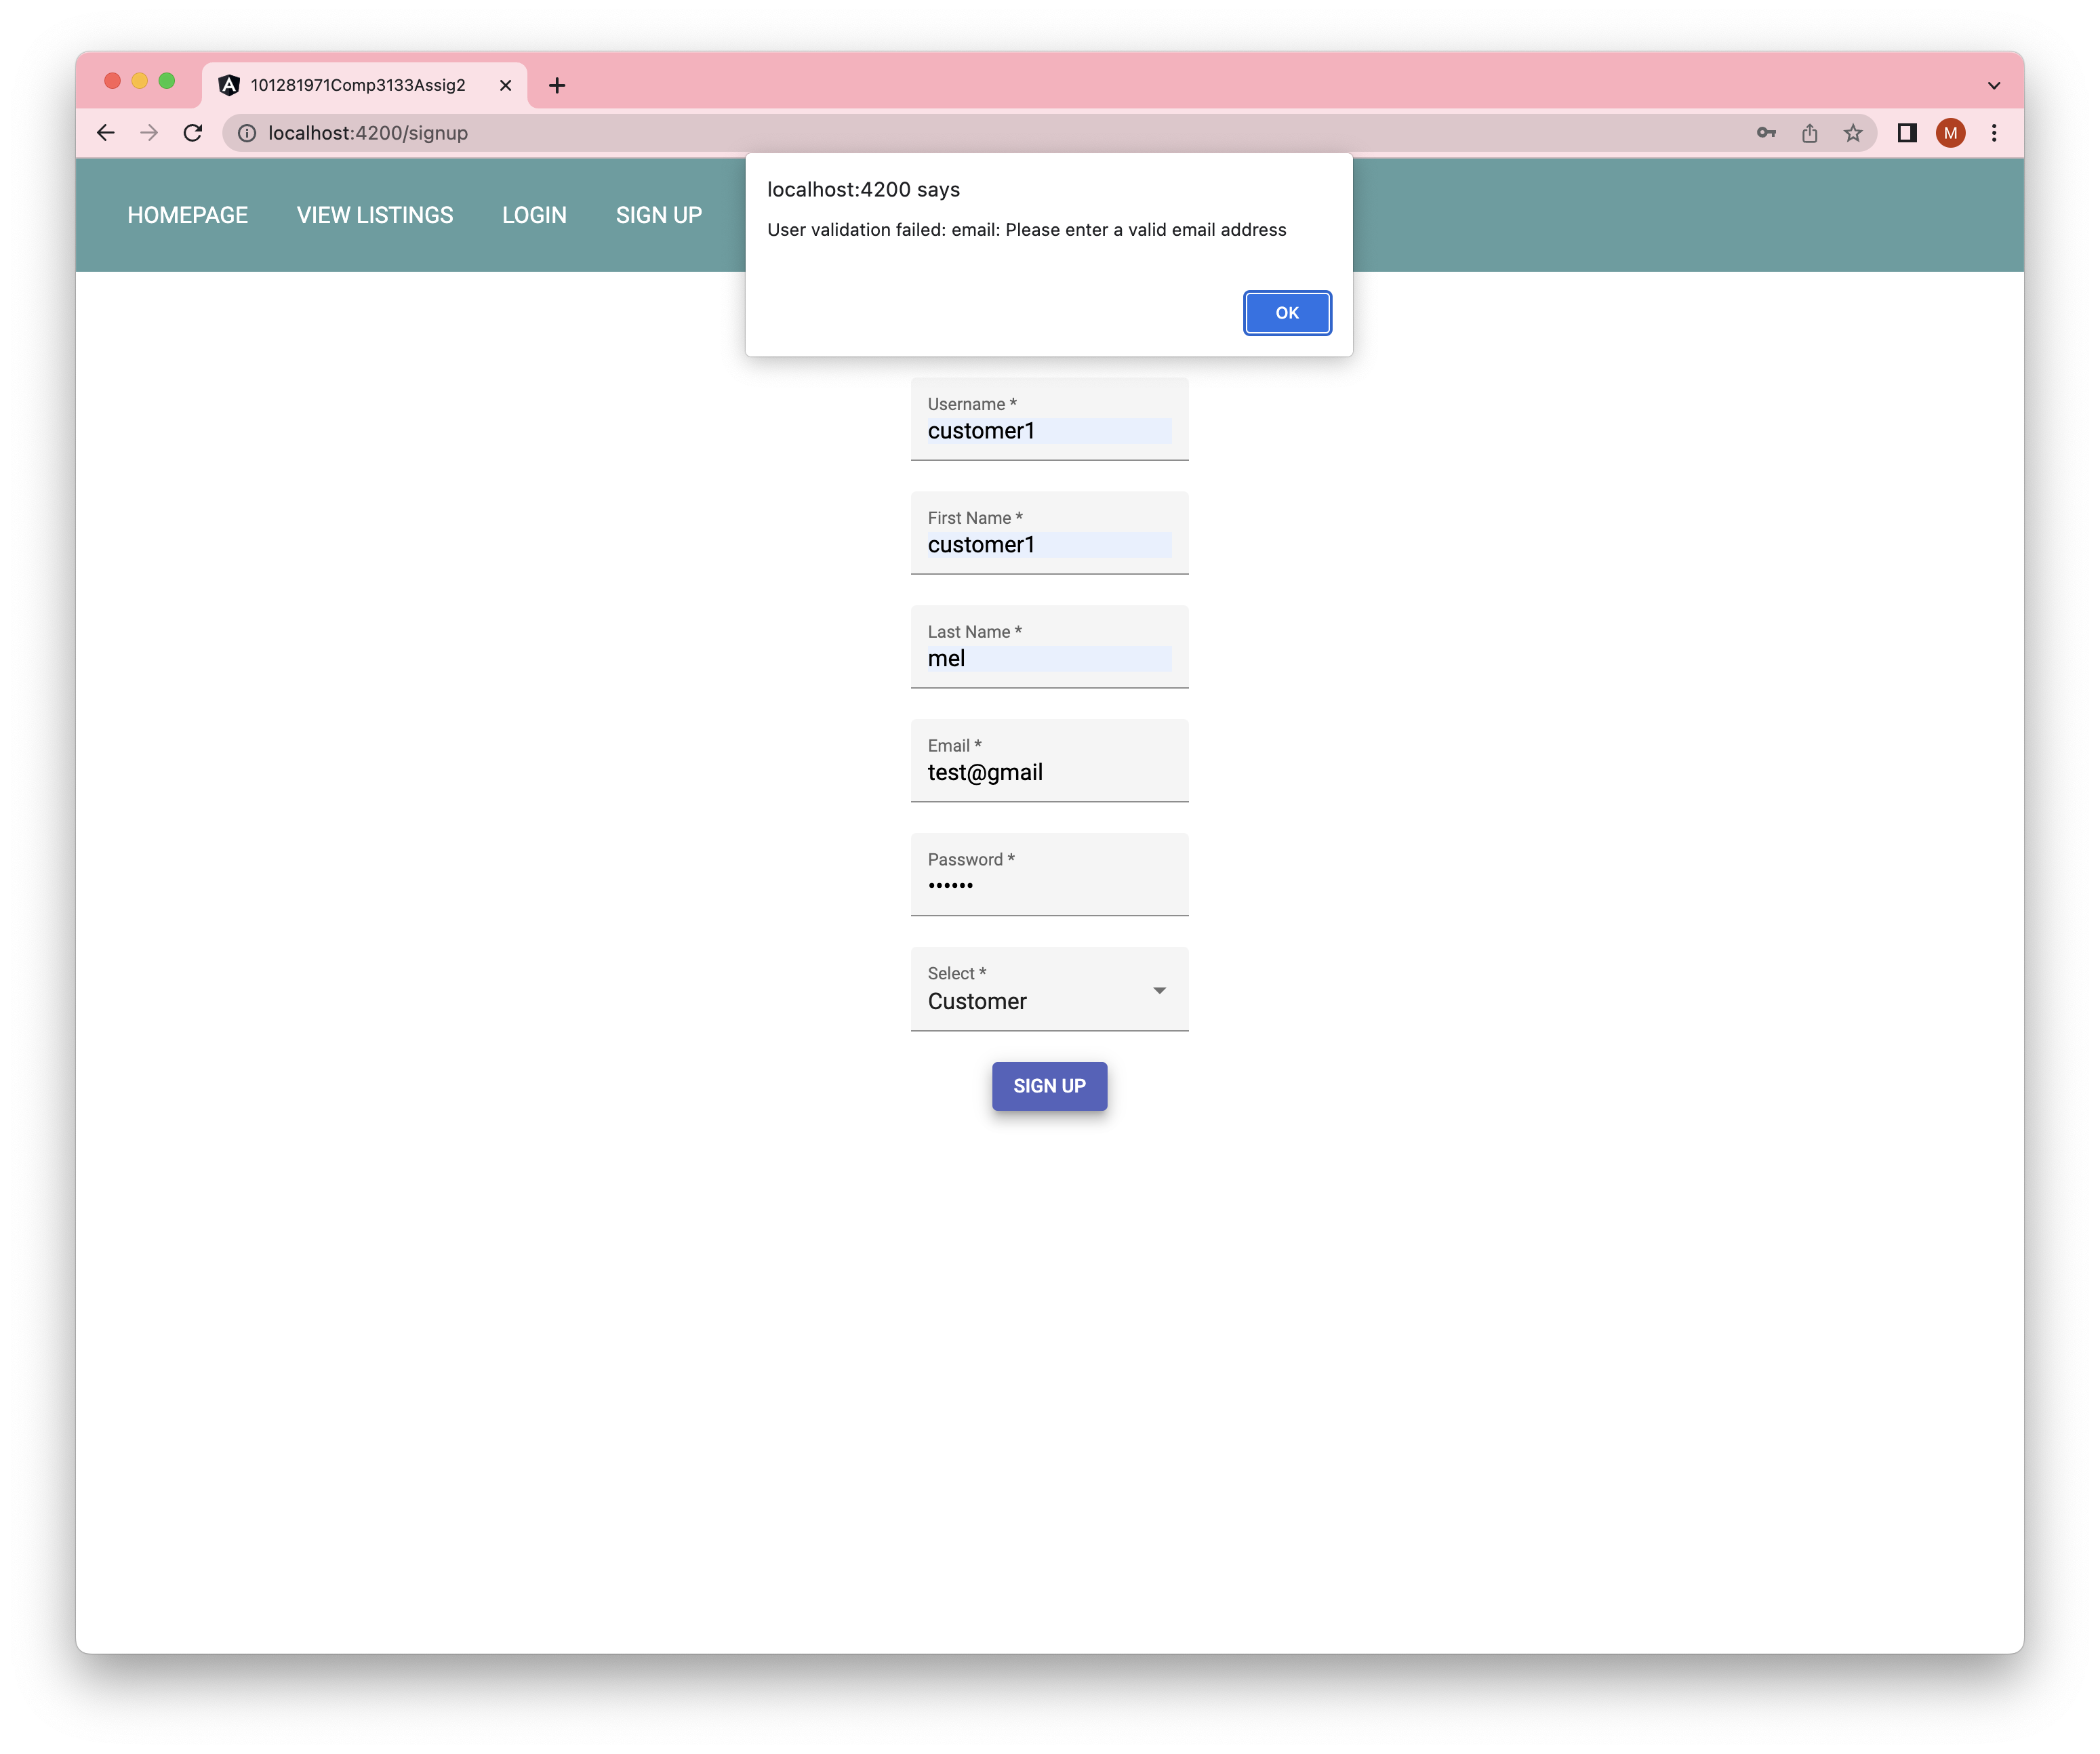 101281971Comp3133Assig2
localhost:4200/signup
M
HOMEPAGE VIEW LISTINGS LOGIN SIGN UP
localhost:4200 says
User validation failed: email: Please enter a valid email address
OK
Username *
customer1
First Name *
customer1
Last Name *
mel
Email *
test@gmail
Password *
••••••
Select *
Customer
SIGN UP